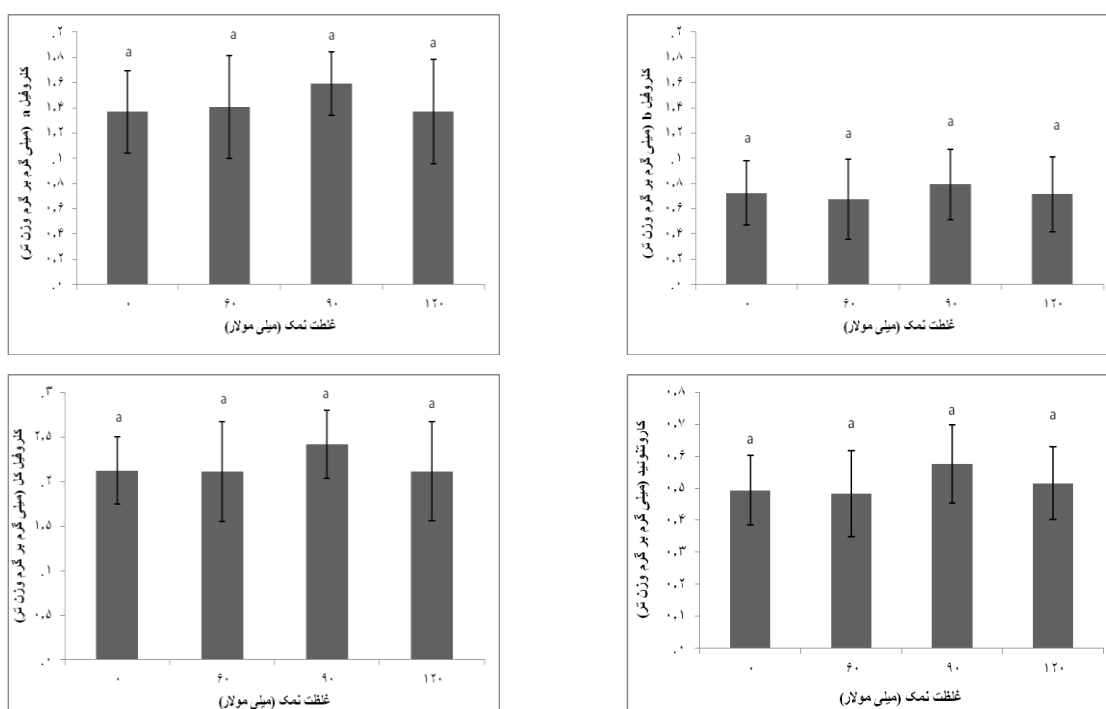 کلروفیل a (میلی گرم بر گرم وزن تر)
.۲
۱,۸
۱,۶
۱,۴
۱,۲
.۱
۰,۸
۰,۶
۰,۴
۰,۲
.۰
a a a a
۰ ۶۰ ۹۰ ۱۲۰
غلطت نمک (میلی مولار)
کلروفیل b (میلی گرم بر گرم وزن تر)
.۲
۱,۸
۱,۶
۱,۴
۱,۲
.۱
۰,۸
۰,۶
۰,۴
۰,۲
.۰
a a a a
۰ ۶۰ ۹۰ ۱۲۰
غلطت نمک (میلی مولار)
کلروفیل کل (میلی گرم بر گرم وزن تر)
.۳
۲,۵
.۲
۱,۵
.۱
۰,۵
.۰
a a a a
۰ ۶۰ ۹۰ ۱۲۰
غلظت نمک (میلی مولار)
کاروتنوئید (میلی گرم بر گرم وزن تر)
۰,۸
۰,۷
۰,۶
۰,۵
۰,۴
۰,۳
۰,۲
۰,۱
.۰
a a a a
۰ ۶۰ ۹۰ ۱۲۰
غلظت نمک (میلی مولار)